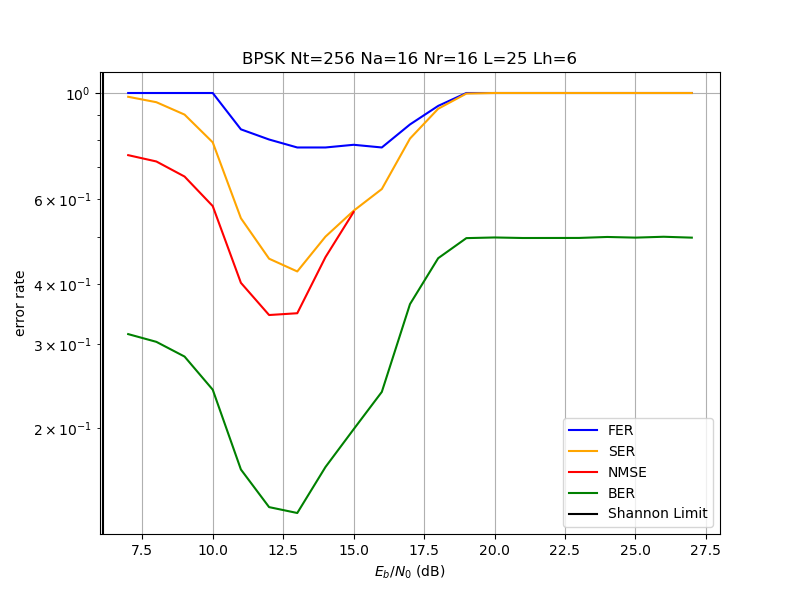 BPSK Nt=256 Na=16 Nr=16 L=25 Lh=6
10⁰
6 × 10⁻¹
4 × 10⁻¹
3 × 10⁻¹
2 × 10⁻¹
error rate
7.5 10.0 12.5 15.0 17.5 20.0 22.5 25.0 27.5
E_b/N_0 (dB)
FER
SER
NMSE
BER
Shannon Limit